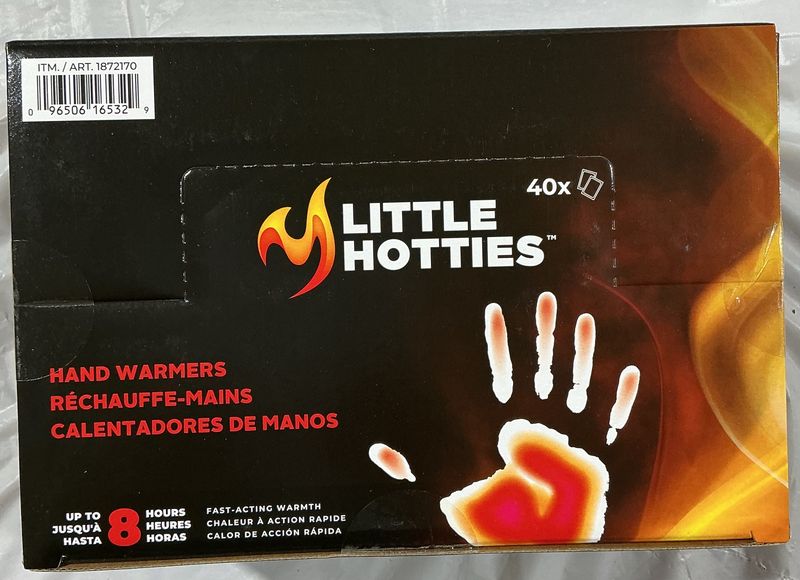 ITM. / ART. 1872170
0 96506 16532 9
40x
LITTLE
HOTTIES™
HAND WARMERS
RÉCHAUFFE-MAINS
CALENTADORES DE MANOS
UP TO
JUSQU'À
HASTA
8
HOURS
HEURES
HORAS
FAST-ACTING WARMTH
CHALEUR À ACTION RAPIDE
CALOR DE ACCIÓN RÁPIDA